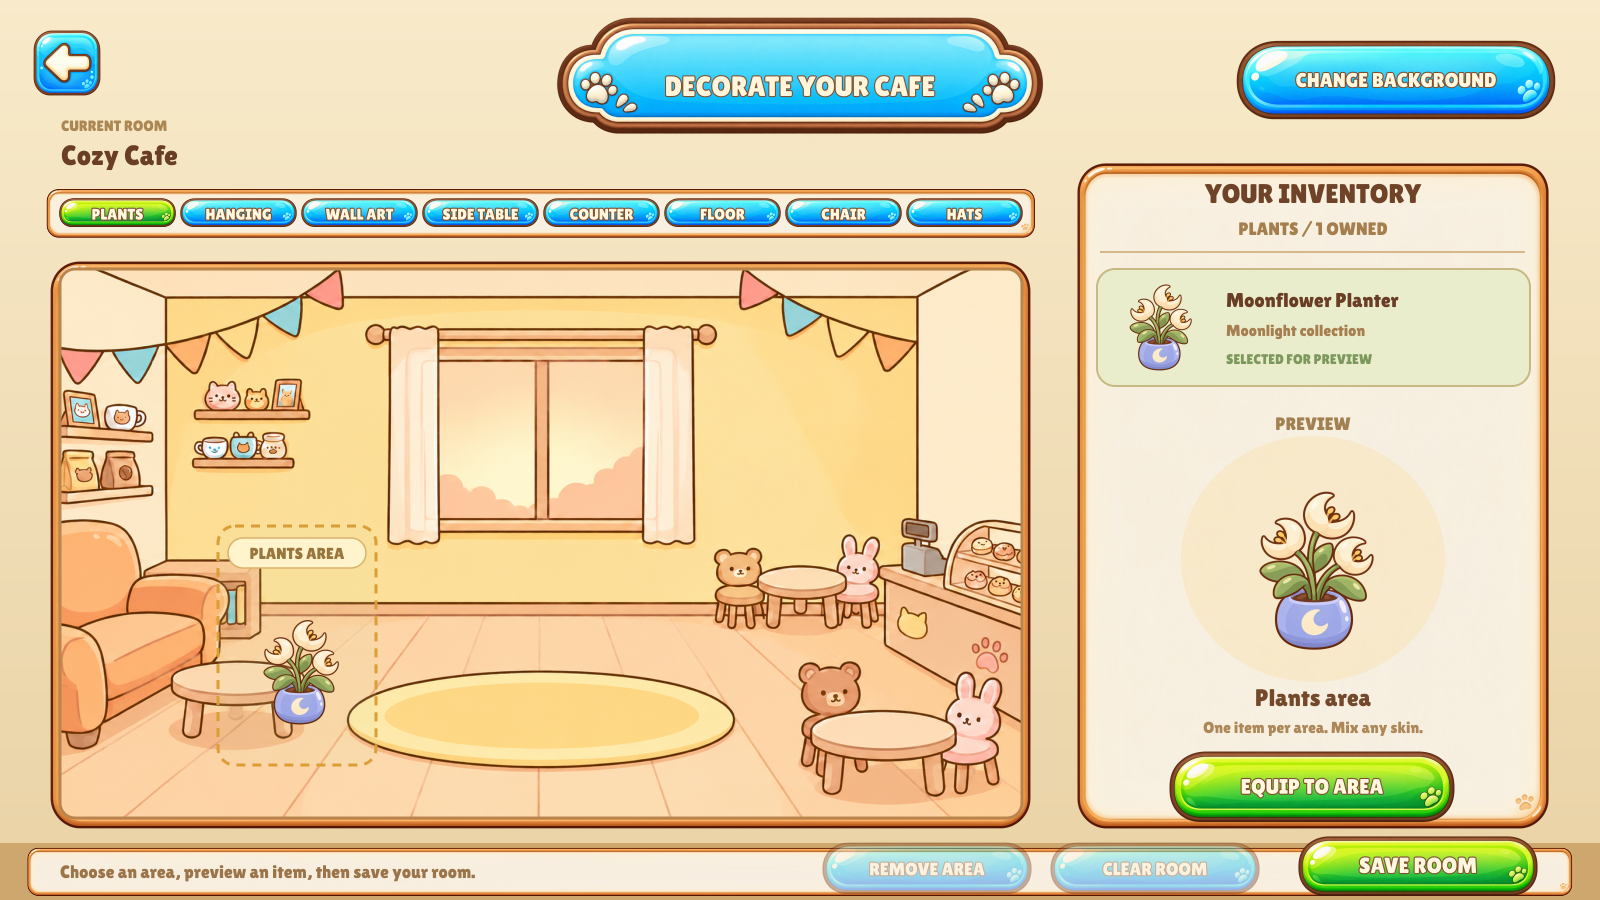 DECORATE YOUR CAFE
CHANGE BACKGROUND
CURRENT ROOM
Cozy Cafe
PLANTS
HANGING
WALL ART
SIDE TABLE
COUNTER
FLOOR
CHAIR
HATS
PLANTS AREA
YOUR INVENTORY
PLANTS / 1 OWNED
Moonflower Planter
Moonlight collection
SELECTED FOR PREVIEW
PREVIEW
Plants area
One item per area. Mix any skin.
EQUIP TO AREA
Choose an area, preview an item, then save your room.
REMOVE AREA
CLEAR ROOM
SAVE ROOM